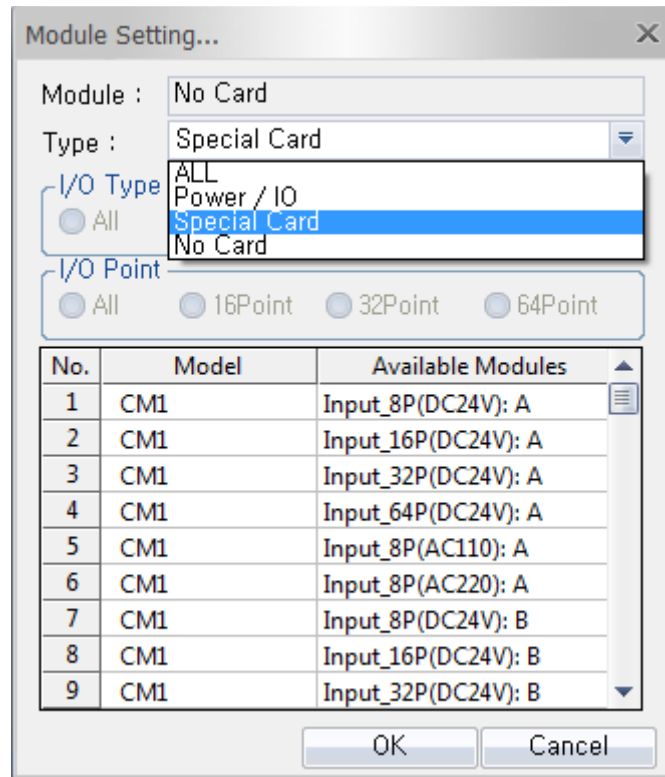 Module Setting...
Module : No Card
Type : Special Card
ALL
Power / IO
Special Card
No Card
I/O Type
All
I/O Point
All 16Point 32Point 64Point
No. Model Available Modules
1 CM1 Input_8P(DC24V): A
2 CM1 Input_16P(DC24V): A
3 CM1 Input_32P(DC24V): A
4 CM1 Input_64P(DC24V): A
5 CM1 Input_8P(AC110): A
6 CM1 Input_8P(AC220): A
7 CM1 Input_8P(DC24V): B
8 CM1 Input_16P(DC24V): B
9 CM1 Input_32P(DC24V): B
OK Cancel